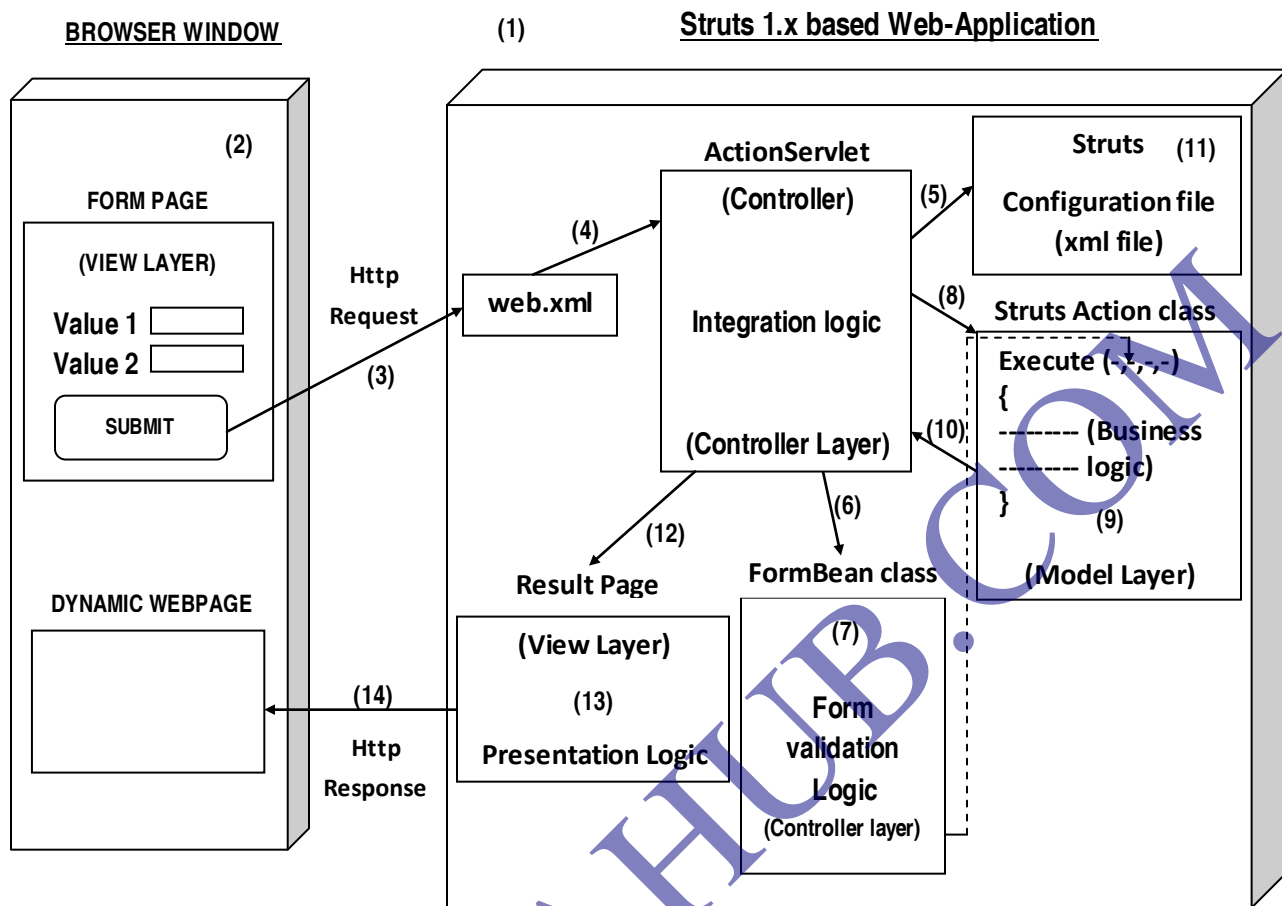 BROWSER WINDOW
(1)
Struts 1.x based Web-Application
(2)
FORM PAGE
(VIEW LAYER)
Value 1
Value 2
SUBMIT
Http
Request
(3)
web.xml
(4)
ActionServlet
(Controller)
Integration logic
(Controller Layer)
(5)
Struts (11)
Configuration file
(xml file)
(8)
Struts Action class
Execute (-,-,-,-)
{
--------- (Business
--------- logic)
}
(9)
(Model Layer)
(10)
(6)
FormBean class
(7)
Form
validation
Logic
(Controller layer)
(12)
Result Page
(View Layer)
(13)
Presentation Logic
(14)
Http
Response
DYNAMIC WEBPAGE
HUB.COM